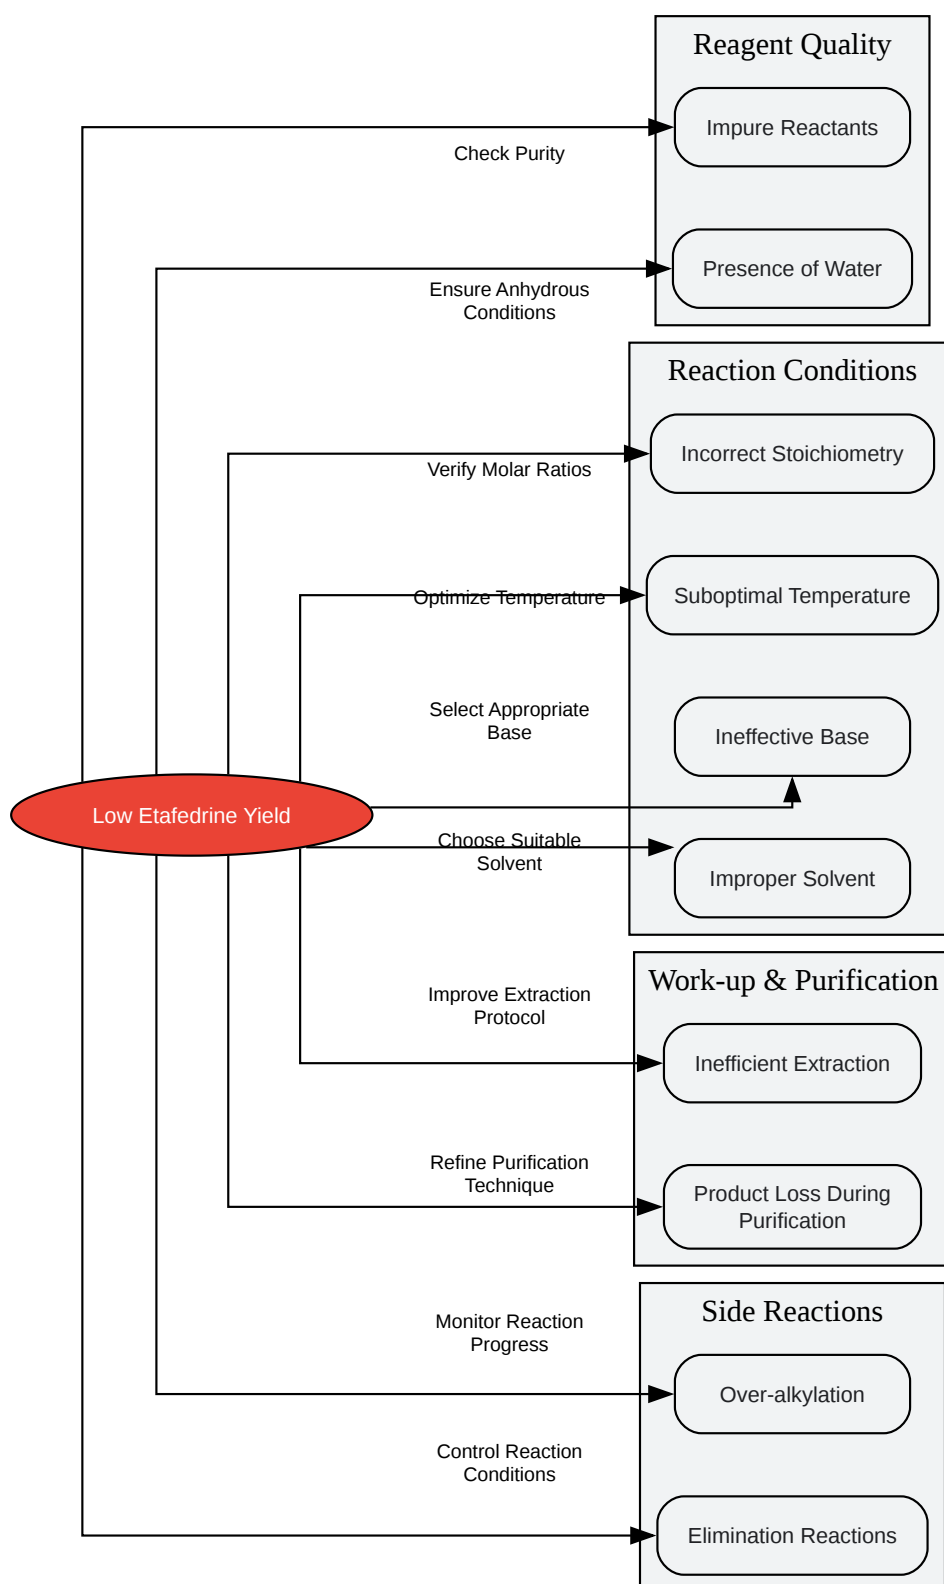 Reagent Quality
Impure Reactants
Check Purity
Presence of Water
Ensure Anhydrous
Conditions
Reaction Conditions
Incorrect Stoichiometry
Verify Molar Ratios
Suboptimal Temperature
Optimize Temperature
Select Appropriate
Base
Ineffective Base
Low Etafedrine Yield
Choose Suitable
Solvent
Improper Solvent
Work-up & Purification
Improve Extraction
Protocol
Inefficient Extraction
Refine Purification
Technique
Product Loss During
Purification
Side Reactions
Monitor Reaction
Progress
Over-alkylation
Control Reaction
Conditions
Elimination Reactions